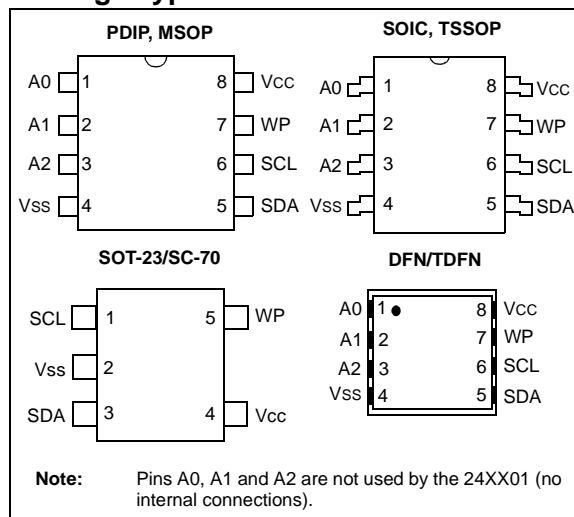 PDIP, MSOP
A0 1 8 VCC
A1 2 7 WP
A2 3 6 SCL
VSS 4 5 SDA
SOIC, TSSOP
A0 1 8 VCC
A1 2 7 WP
A2 3 6 SCL
VSS 4 5 SDA
SOT-23/SC-70
SCL 1 5 WP
Vss 2
SDA 3 4 Vcc
DFN/TDFN
A0 1 8 VCC
A1 2 7 WP
A2 3 6 SCL
VSS 4 5 SDA
Note: Pins A0, A1 and A2 are not used by the 24XX01 (no
internal connections).